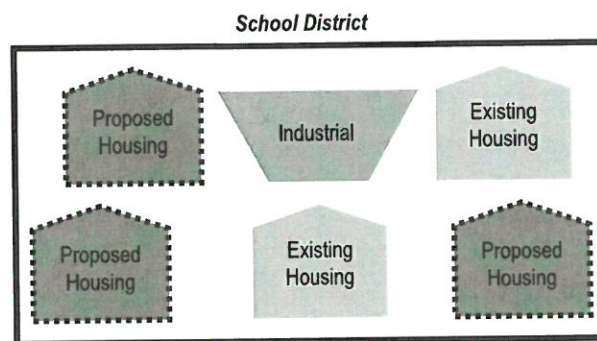 School District
Proposed
Housing
Industrial
Existing
Housing
Proposed
Housing
Existing
Housing
Proposed
Housing